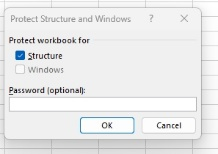 Protect Structure and Windows ?
Protect workbook for
Structure
Windows
Password (optional):
OK Cancel